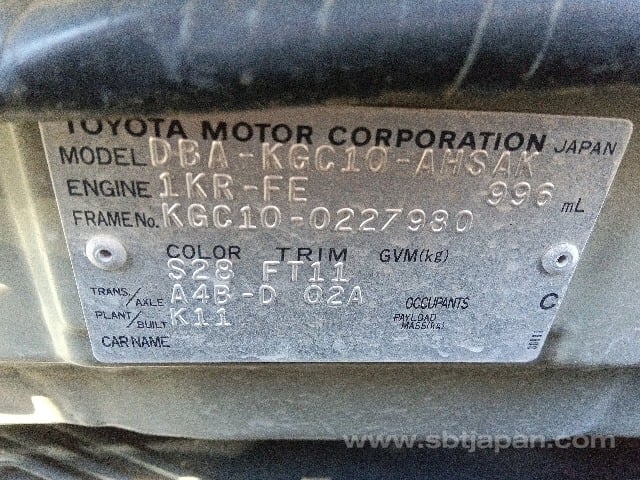 TOYOTA MOTOR CORPORATION JAPAN
MODEL DBA-KGC10-AHSAK
ENGINE 1KR-FE 996 mL
FRAME No. KGC10-0227980
COLOR TRIM GVM(kg)
S28 FT11
TRANS./AXLE A4B-D 02A OCCUPANTS C
PLANT/BUILT K11 PAYLOAD MASS(kg)
CAR NAME
www.sbtjapan.com